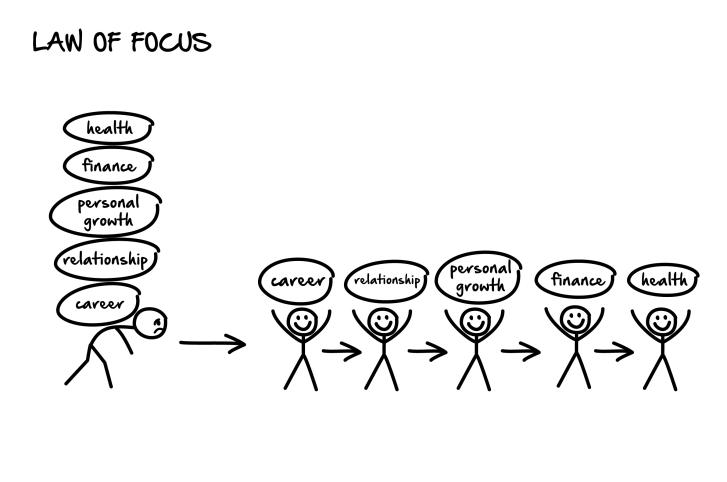 LAW OF FOCUS
health
finance
personal
growth
relationship
career
career
relationship
personal
growth
finance
health